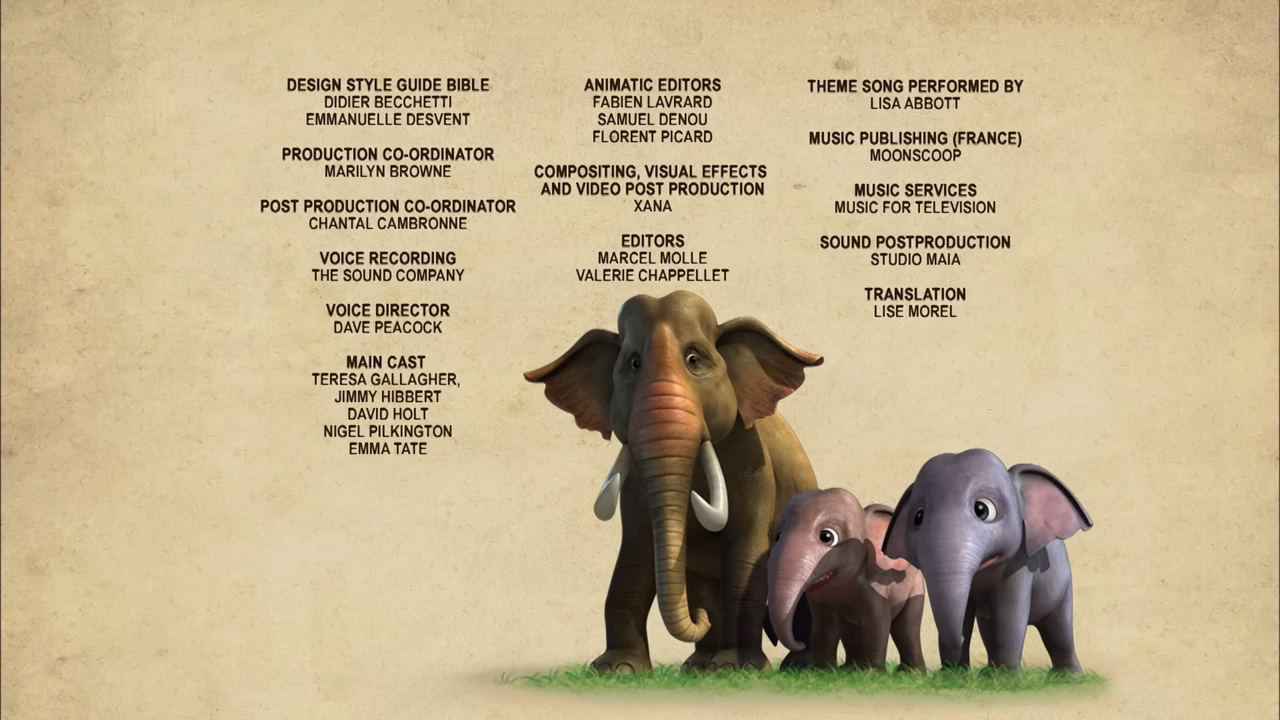 DESIGN STYLE GUIDE BIBLE
DIDIER BECCHETTI
EMMANUELLE DESVENT
PRODUCTION CO-ORDINATOR
MARILYN BROWNE
POST PRODUCTION CO-ORDINATOR
CHANTAL CAMBRONNE
VOICE RECORDING
THE SOUND COMPANY
VOICE DIRECTOR
DAVE PEACOCK
MAIN CAST
TERESA GALLAGHER,
JIMMY HIBBERT
DAVID HOLT
NIGEL PILKINGTON
EMMA TATE
ANIMATIC EDITORS
FABIEN LAVRARD
SAMUEL DENOU
FLORENT PICARD
COMPOSITING, VISUAL EFFECTS
AND VIDEO POST PRODUCTION
XANA
EDITORS
MARCEL MOLLE
VALERIE CHAPPELLET
THEME SONG PERFORMED BY
LISA ABBOTT
MUSIC PUBLISHING (FRANCE)
MOONSCOOP
MUSIC SERVICES
MUSIC FOR TELEVISION
SOUND POSTPRODUCTION
STUDIO MAIA
TRANSLATION
LISE MOREL